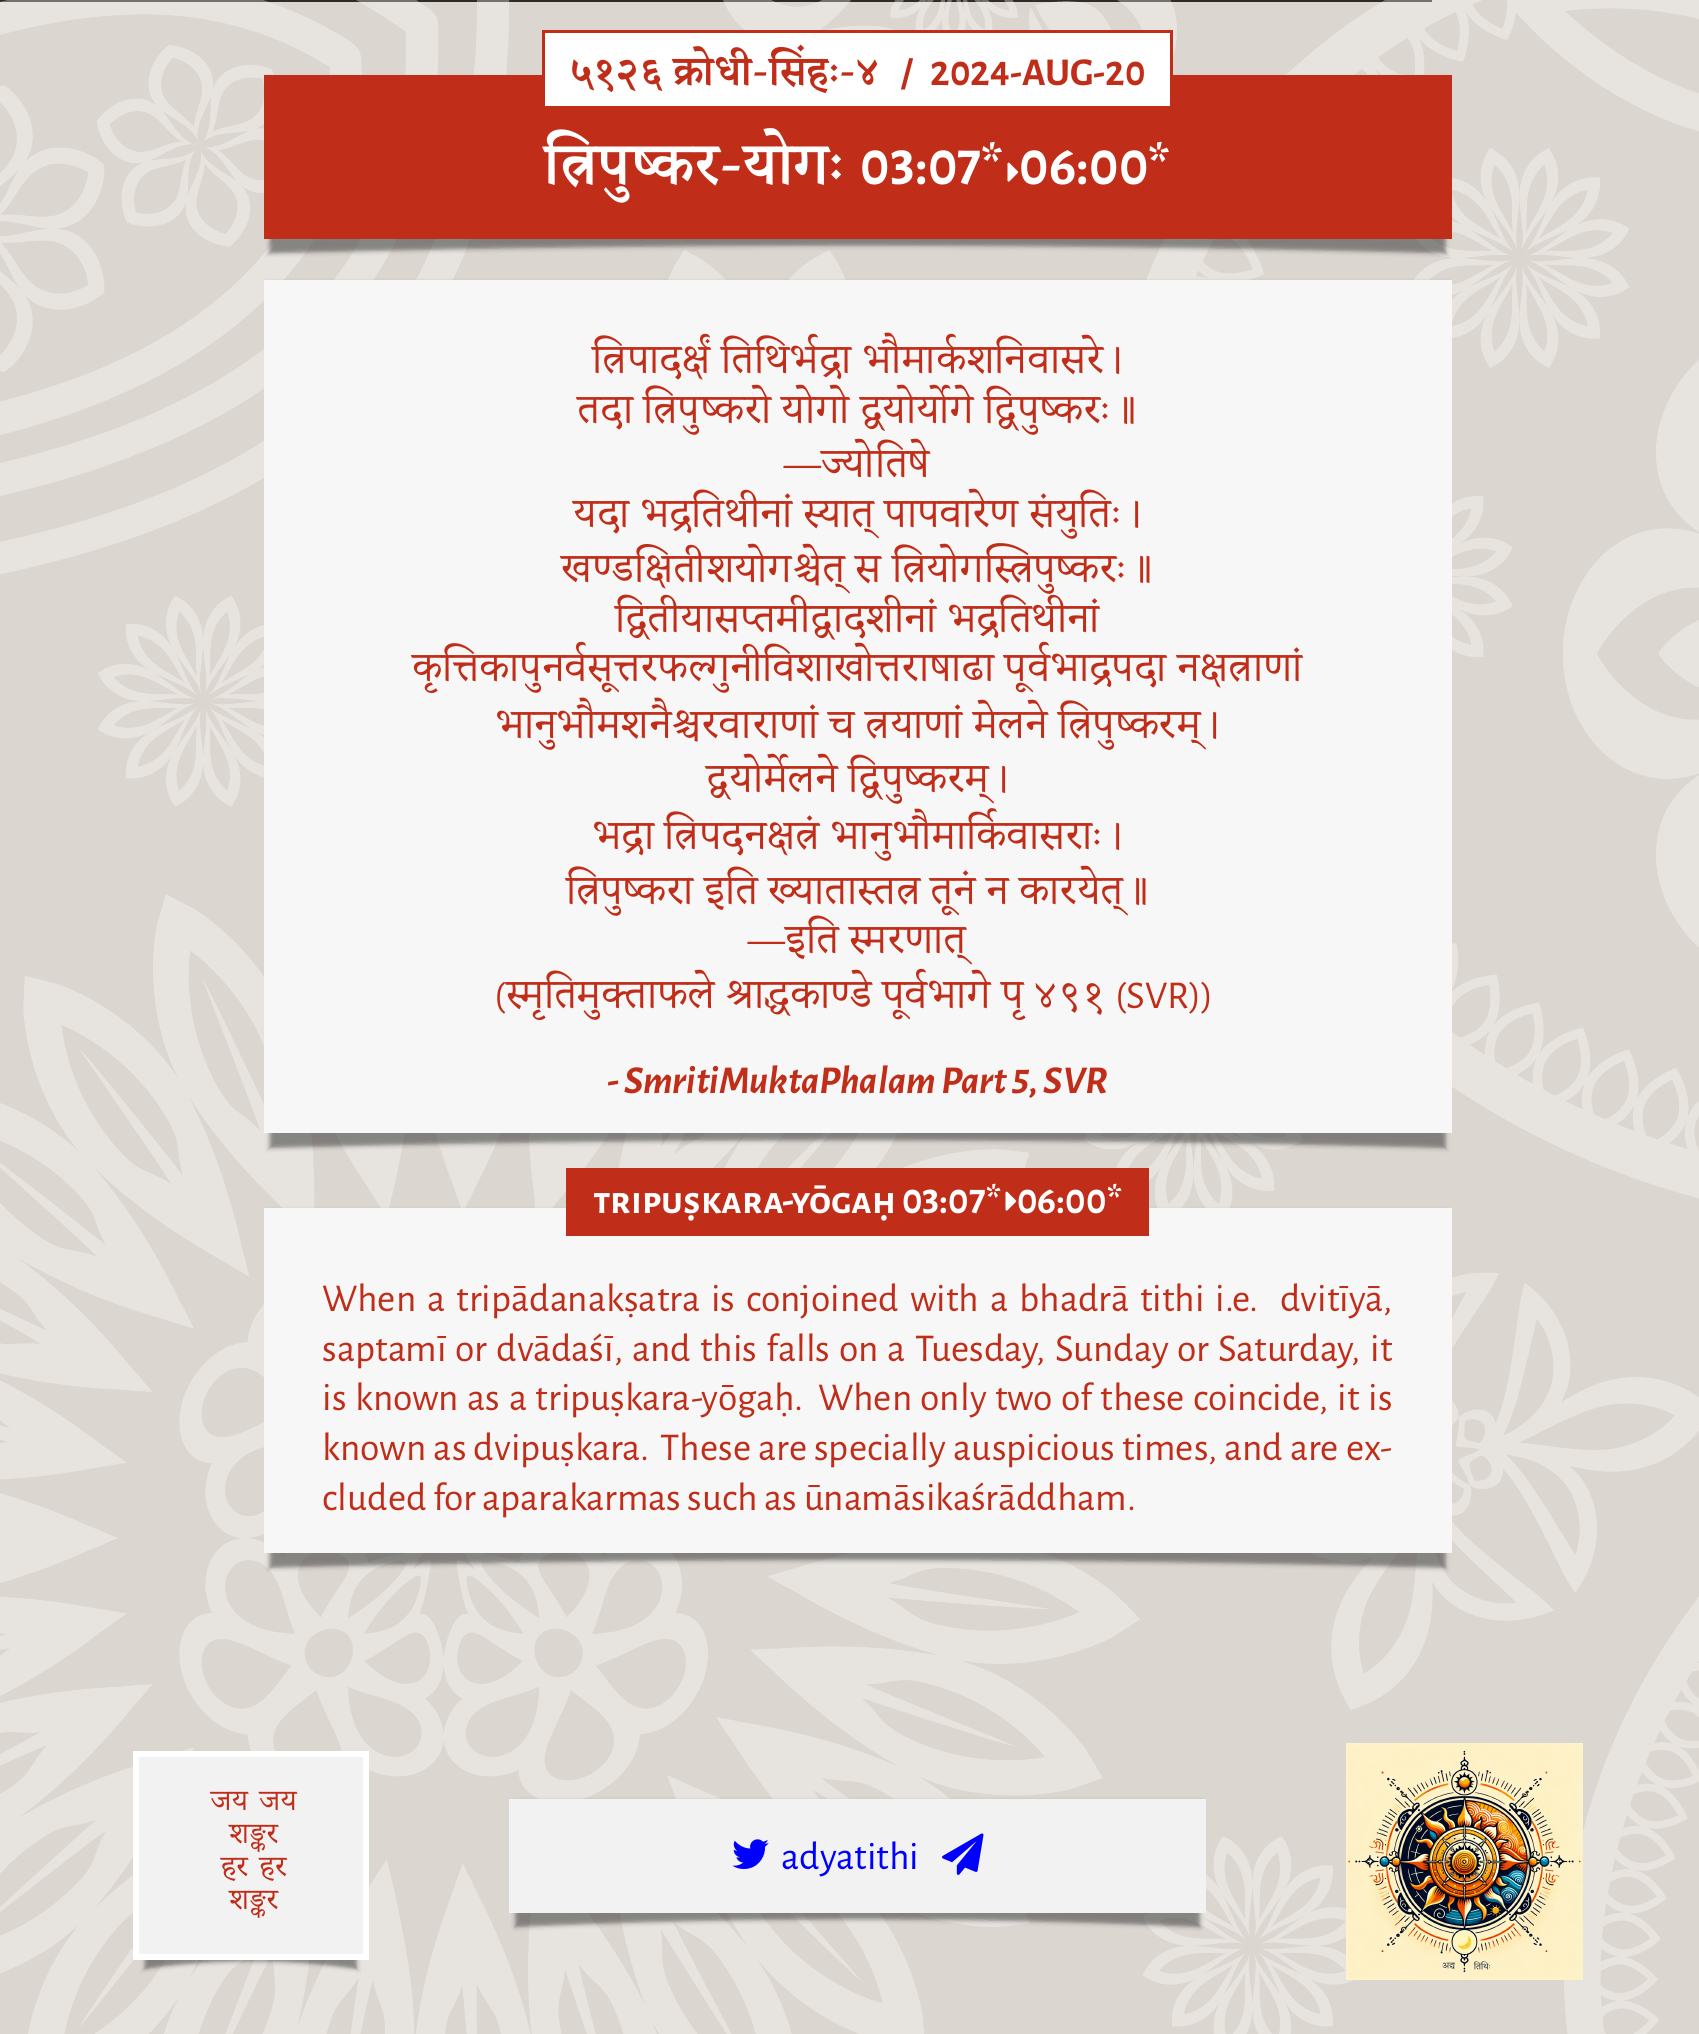 ५१२६ क्रोधी-सिंहः-४ / 2024-AUG-20
त्रिपुष्कर-योगः 03:07*▸06:00*
त्रिपादर्क्षं तिथिर्भद्रा भौमार्कशनिवासरे।
तदा त्रिपुष्करो योगो द्वयोर्योगे द्विपुष्करः॥
—ज्योतिषे
यदा भद्रतिथीनां स्यात् पापवारेण संयुतिः।
खण्डक्षितीशयोगश्चेत् स त्रियोगस्त्रिपुष्करः॥
द्वितीयासप्तमीद्वादशीनां भद्रतिथीनां
कृत्तिकापुनर्वसूत्तरफल्गुनीविशाखोत्तराषाढा पूर्वभाद्रपदा नक्षत्राणां
भानुभौमशनैश्चरवाराणां च त्रयाणां मेलने त्रिपुष्करम्।
द्वयोर्मेलने द्विपुष्करम्।
भद्रा त्रिपदनक्षत्रं भानुभौमार्किवासराः।
त्रिपुष्करा इति ख्यातास्तत्र तूनं न कारयेत्॥
—इति स्मरणात्
(स्मृतिमुक्ताफले श्राद्धकाण्डे पूर्वभागे पृ ४९१ (SVR))
- SmritiMuktaPhalam Part 5, SVR
TRIPUṢKARA-YŌGAḤ 03:07*▸06:00*
When a tripādanakṣatra is conjoined with a bhadrā tithi i.e. dvitīyā,
saptamī or dvādaśī, and this falls on a Tuesday, Sunday or Saturday, it
is known as a tripuṣkara-yōgaḥ. When only two of these coincide, it is
known as dvipuṣkara. These are specially auspicious times, and are ex-
cluded for aparakarmas such as ūnamāsikaśrāddham.
जय जय
शङ्कर
हर हर
शङ्कर
adyatithi
अद्य तिथिः